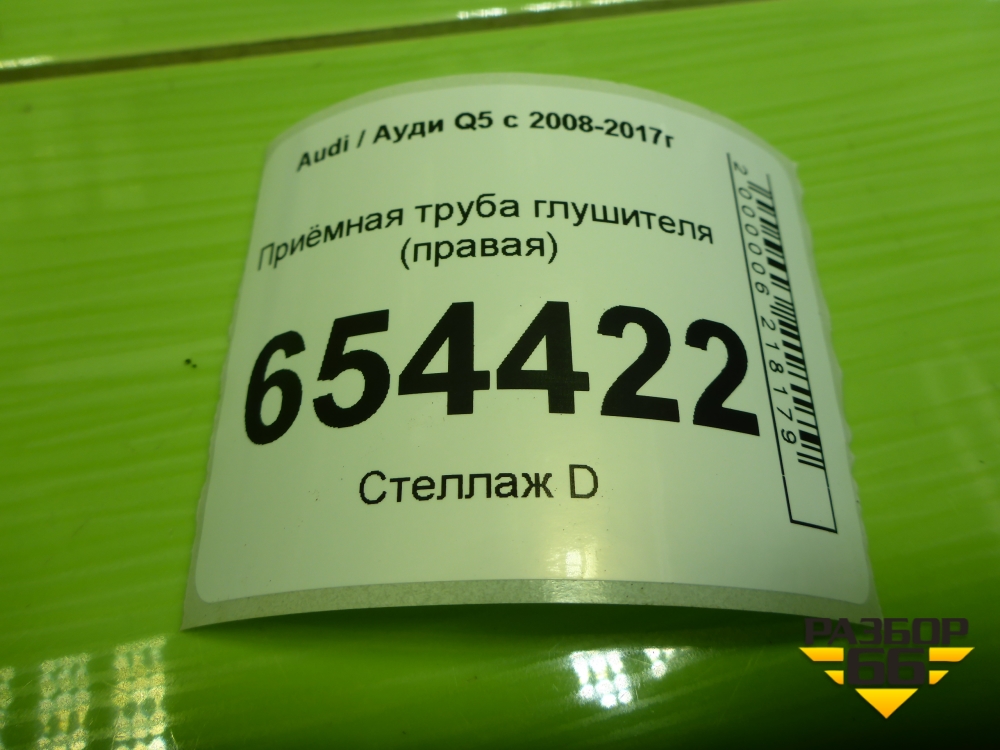 Audi / Ауди Q5 с 2008-2017г
Приёмная труба глушителя
(правая)
654422
Стеллаж D
2000006218179
РАЗБОР
66